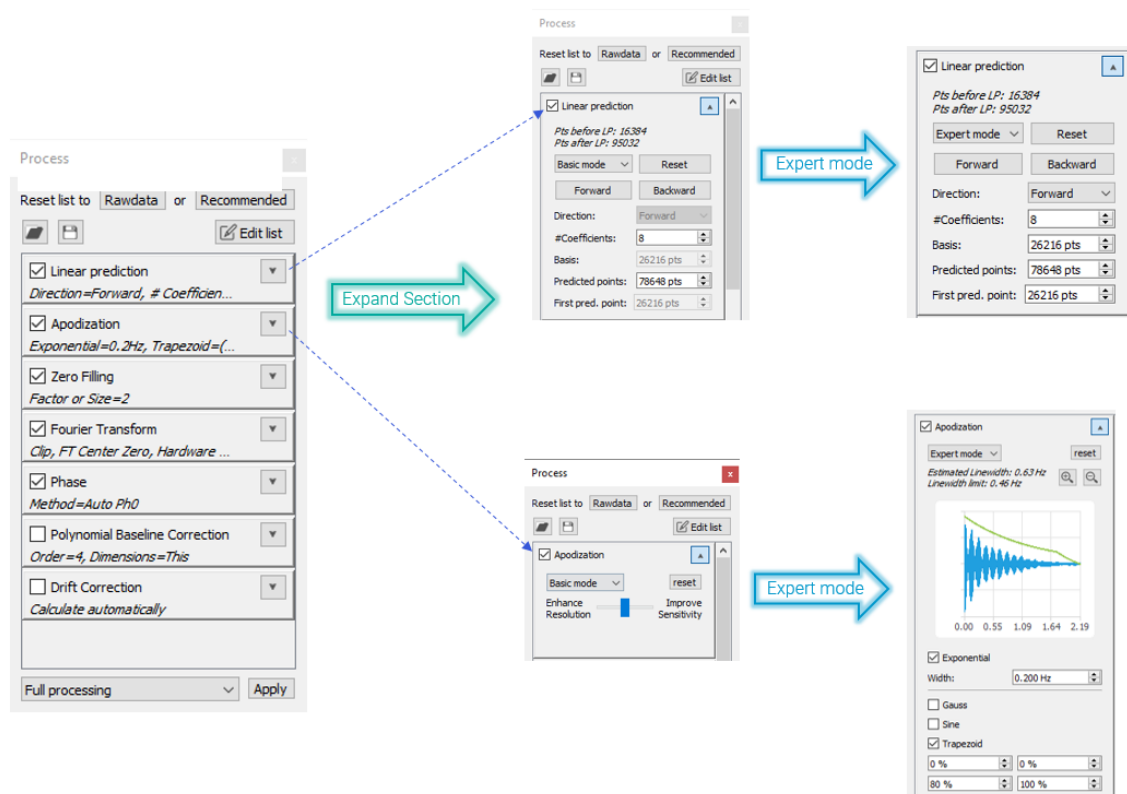 Process
x
Reset list to Rawdata or Recommended
Edit list
Linear prediction
Direction=Forward, # Coefficien...
Apodization
Exponential=0.2Hz, Trapezoid=(...
Zero Filling
Factor or Size=2
Fourier Transform
Clip, FT Center Zero, Hardware ...
Phase
Method=Auto Ph0
Polynomial Baseline Correction
Order=4, Dimensions=This
Drift Correction
Calculate automatically
Full processing Apply
Expand Section
Process
x
Reset list to Rawdata or Recommended
Edit list
Linear prediction
Pts before LP: 16384
Pts after LP: 95032
Basic mode Reset
Forward Backward
Direction: Forward
#Coefficients: 8
Basis: 26216 pts
Predicted points: 78648 pts
First pred. point: 26216 pts
Expert mode
Linear prediction
Pts before LP: 16384
Pts after LP: 95032
Expert mode Reset
Forward Backward
Direction: Forward
#Coefficients: 8
Basis: 26216 pts
Predicted points: 78648 pts
First pred. point: 26216 pts
Process
x
Reset list to Rawdata or Recommended
Edit list
Apodization
Basic mode reset
Enhance Improve
Resolution Sensitivity
Expert mode
Apodization
Expert mode reset
Estimated Linewidth: 0.63 Hz
Linewidth limit: 0.46 Hz
0.00 0.55 1.09 1.64 2.19
Exponential
Width: 0.200 Hz
Gauss
Sine
Trapezoid
0 % 0 %
80 % 100 %